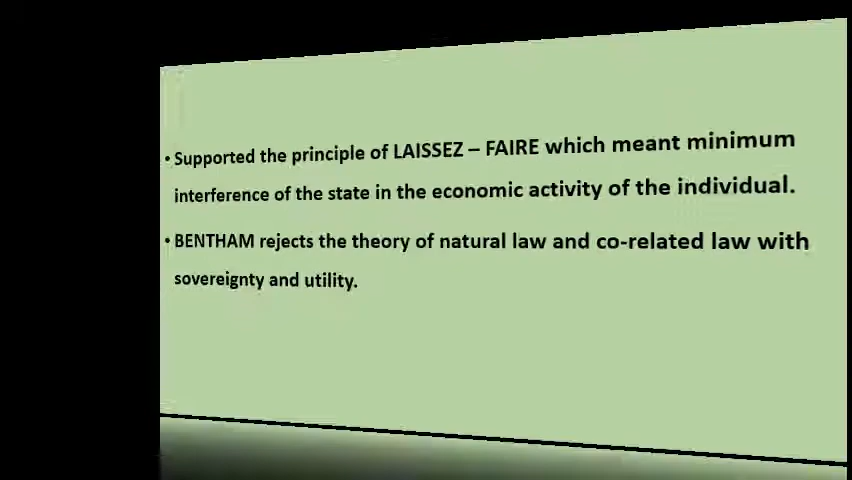 • Supported the principle of LAISSEZ – FAIRE which meant minimum
interference of the state in the economic activity of the individual.
• BENTHAM rejects the theory of natural law and co-related law with
sovereignty and utility.